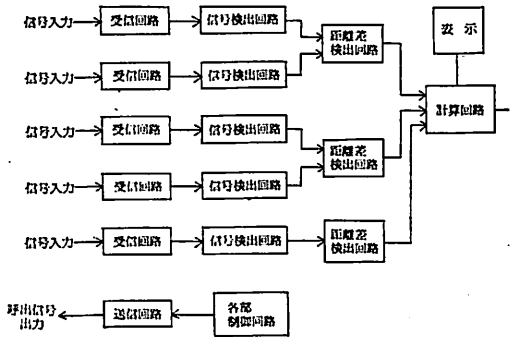 信号入力
受信回路
信号検出回路
距離差
検出回路
表示
信号入力
受信回路
信号検出回路
計算回路
信号入力
受信回路
信号検出回路
距離差
検出回路
信号入力
受信回路
信号検出回路
信号入力
受信回路
信号検出回路
距離差
検出回路
呼出信号
出力
送信回路
各部
制御回路